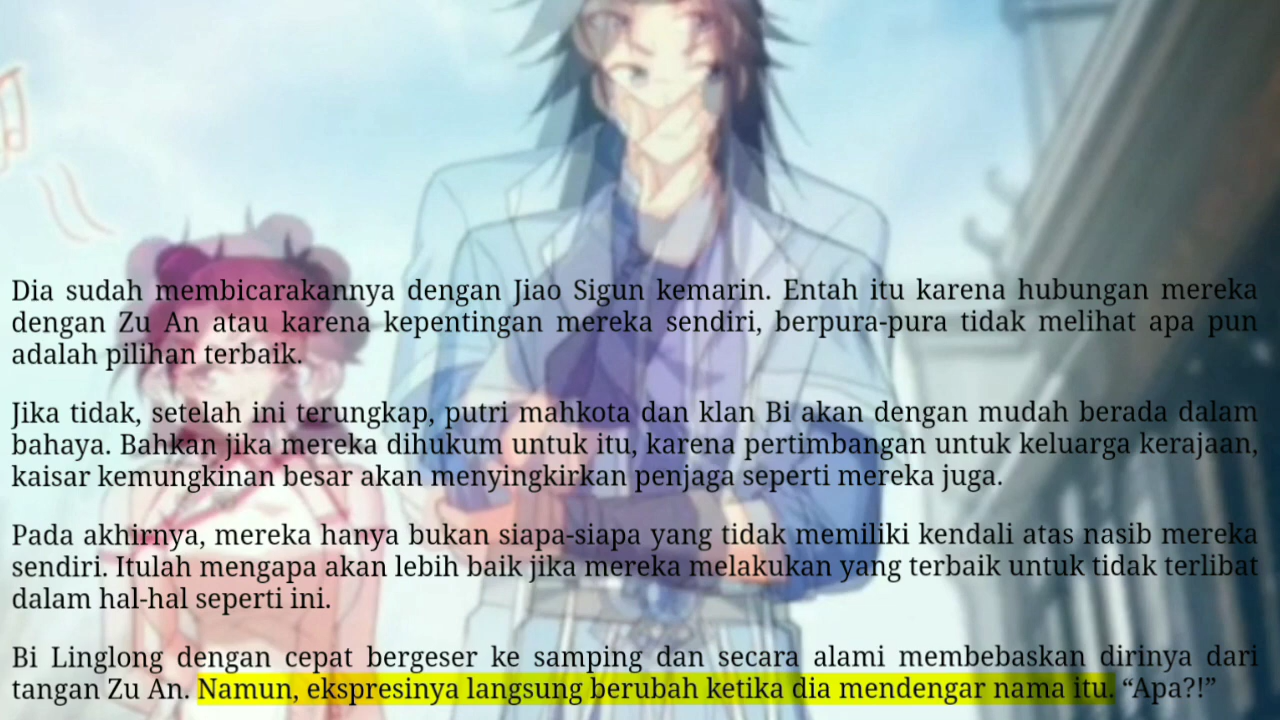 Dia sudah membicarakannya dengan Jiao Sigun kemarin. Entah itu karena hubungan mereka
dengan Zu An atau karena kepentingan mereka sendiri, berpura-pura tidak melihat apa pun
adalah pilihan terbaik.
Jika tidak, setelah ini terungkap, putri mahkota dan klan Bi akan dengan mudah berada dalam
bahaya. Bahkan jika mereka dihukum untuk itu, karena pertimbangan untuk keluarga kerajaan,
kaisar kemungkinan besar akan menyingkirkan penjaga seperti mereka juga.
Pada akhirnya, mereka hanya bukan siapa-siapa yang tidak memiliki kendali atas nasib mereka
sendiri. Itulah mengapa akan lebih baik jika mereka melakukan yang terbaik untuk tidak terlibat
dalam hal-hal seperti ini.
Bi Linglong dengan cepat bergeser ke samping dan secara alami membebaskan dirinya dari
tangan Zu An. Namun, ekspresinya langsung berubah ketika dia mendengar nama itu. “Apa?!”